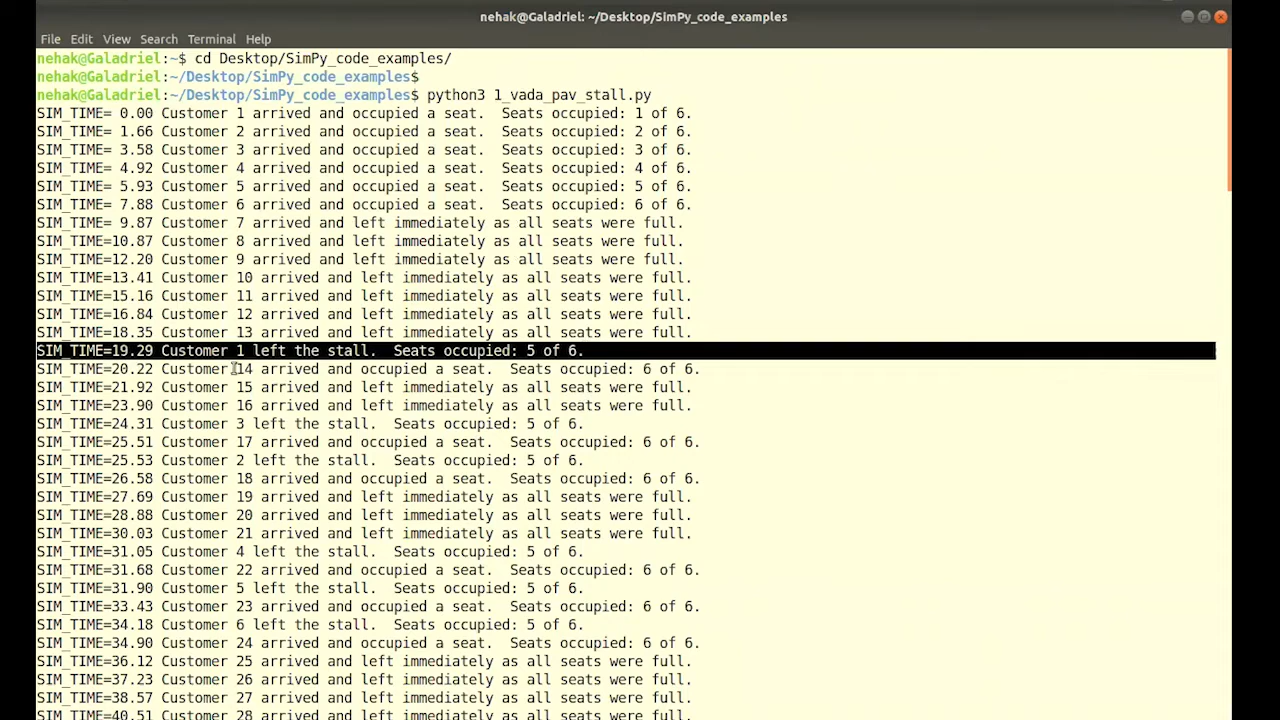 nehak@Galadriel: ~/Desktop/SimPy_code_examples
File Edit View Search Terminal Help
nehak@Galadriel:~$ cd Desktop/SimPy_code_examples/
nehak@Galadriel:~/Desktop/SimPy_code_examples$
nehak@Galadriel:~/Desktop/SimPy_code_examples$ python3 1_vada_pav_stall.py
SIM_TIME= 0.00 Customer 1 arrived and occupied a seat.  Seats occupied: 1 of 6.
SIM_TIME= 1.66 Customer 2 arrived and occupied a seat.  Seats occupied: 2 of 6.
SIM_TIME= 3.58 Customer 3 arrived and occupied a seat.  Seats occupied: 3 of 6.
SIM_TIME= 4.92 Customer 4 arrived and occupied a seat.  Seats occupied: 4 of 6.
SIM_TIME= 5.93 Customer 5 arrived and occupied a seat.  Seats occupied: 5 of 6.
SIM_TIME= 7.88 Customer 6 arrived and occupied a seat.  Seats occupied: 6 of 6.
SIM_TIME= 9.87 Customer 7 arrived and left immediately as all seats were full.
SIM_TIME=10.87 Customer 8 arrived and left immediately as all seats were full.
SIM_TIME=12.20 Customer 9 arrived and left immediately as all seats were full.
SIM_TIME=13.41 Customer 10 arrived and left immediately as all seats were full.
SIM_TIME=15.16 Customer 11 arrived and left immediately as all seats were full.
SIM_TIME=16.84 Customer 12 arrived and left immediately as all seats were full.
SIM_TIME=18.35 Customer 13 arrived and left immediately as all seats were full.
SIM_TIME=19.29 Customer 1 left the stall.  Seats occupied: 5 of 6.
SIM_TIME=20.22 Customer 14 arrived and occupied a seat.  Seats occupied: 6 of 6.
SIM_TIME=21.92 Customer 15 arrived and left immediately as all seats were full.
SIM_TIME=23.90 Customer 16 arrived and left immediately as all seats were full.
SIM_TIME=24.31 Customer 3 left the stall.  Seats occupied: 5 of 6.
SIM_TIME=25.51 Customer 17 arrived and occupied a seat.  Seats occupied: 6 of 6.
SIM_TIME=25.53 Customer 2 left the stall.  Seats occupied: 5 of 6.
SIM_TIME=26.58 Customer 18 arrived and occupied a seat.  Seats occupied: 6 of 6.
SIM_TIME=27.69 Customer 19 arrived and left immediately as all seats were full.
SIM_TIME=28.88 Customer 20 arrived and left immediately as all seats were full.
SIM_TIME=30.03 Customer 21 arrived and left immediately as all seats were full.
SIM_TIME=31.05 Customer 4 left the stall.  Seats occupied: 5 of 6.
SIM_TIME=31.68 Customer 22 arrived and occupied a seat.  Seats occupied: 6 of 6.
SIM_TIME=31.90 Customer 5 left the stall.  Seats occupied: 5 of 6.
SIM_TIME=33.43 Customer 23 arrived and occupied a seat.  Seats occupied: 6 of 6.
SIM_TIME=34.18 Customer 6 left the stall.  Seats occupied: 5 of 6.
SIM_TIME=34.90 Customer 24 arrived and occupied a seat.  Seats occupied: 6 of 6.
SIM_TIME=36.12 Customer 25 arrived and left immediately as all seats were full.
SIM_TIME=37.23 Customer 26 arrived and left immediately as all seats were full.
SIM_TIME=38.57 Customer 27 arrived and left immediately as all seats were full.
SIM_TIME=40.51 Customer 28 arrived and left immediately as all seats were full.